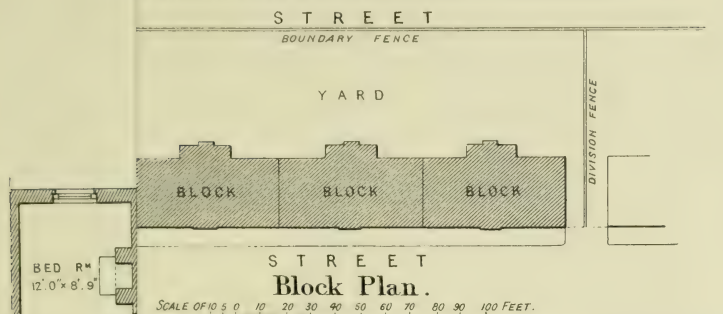 STREET
BOUNDARY FENCE
YARD
DIVISION FENCE
BLOCK BLOCK BLOCK
BED RM
12'.0" x 8'.9"
STREET
Block Plan.
SCALE OF 10 5 0 10 20 30 40 50 60 70 80 90 100 FEET.